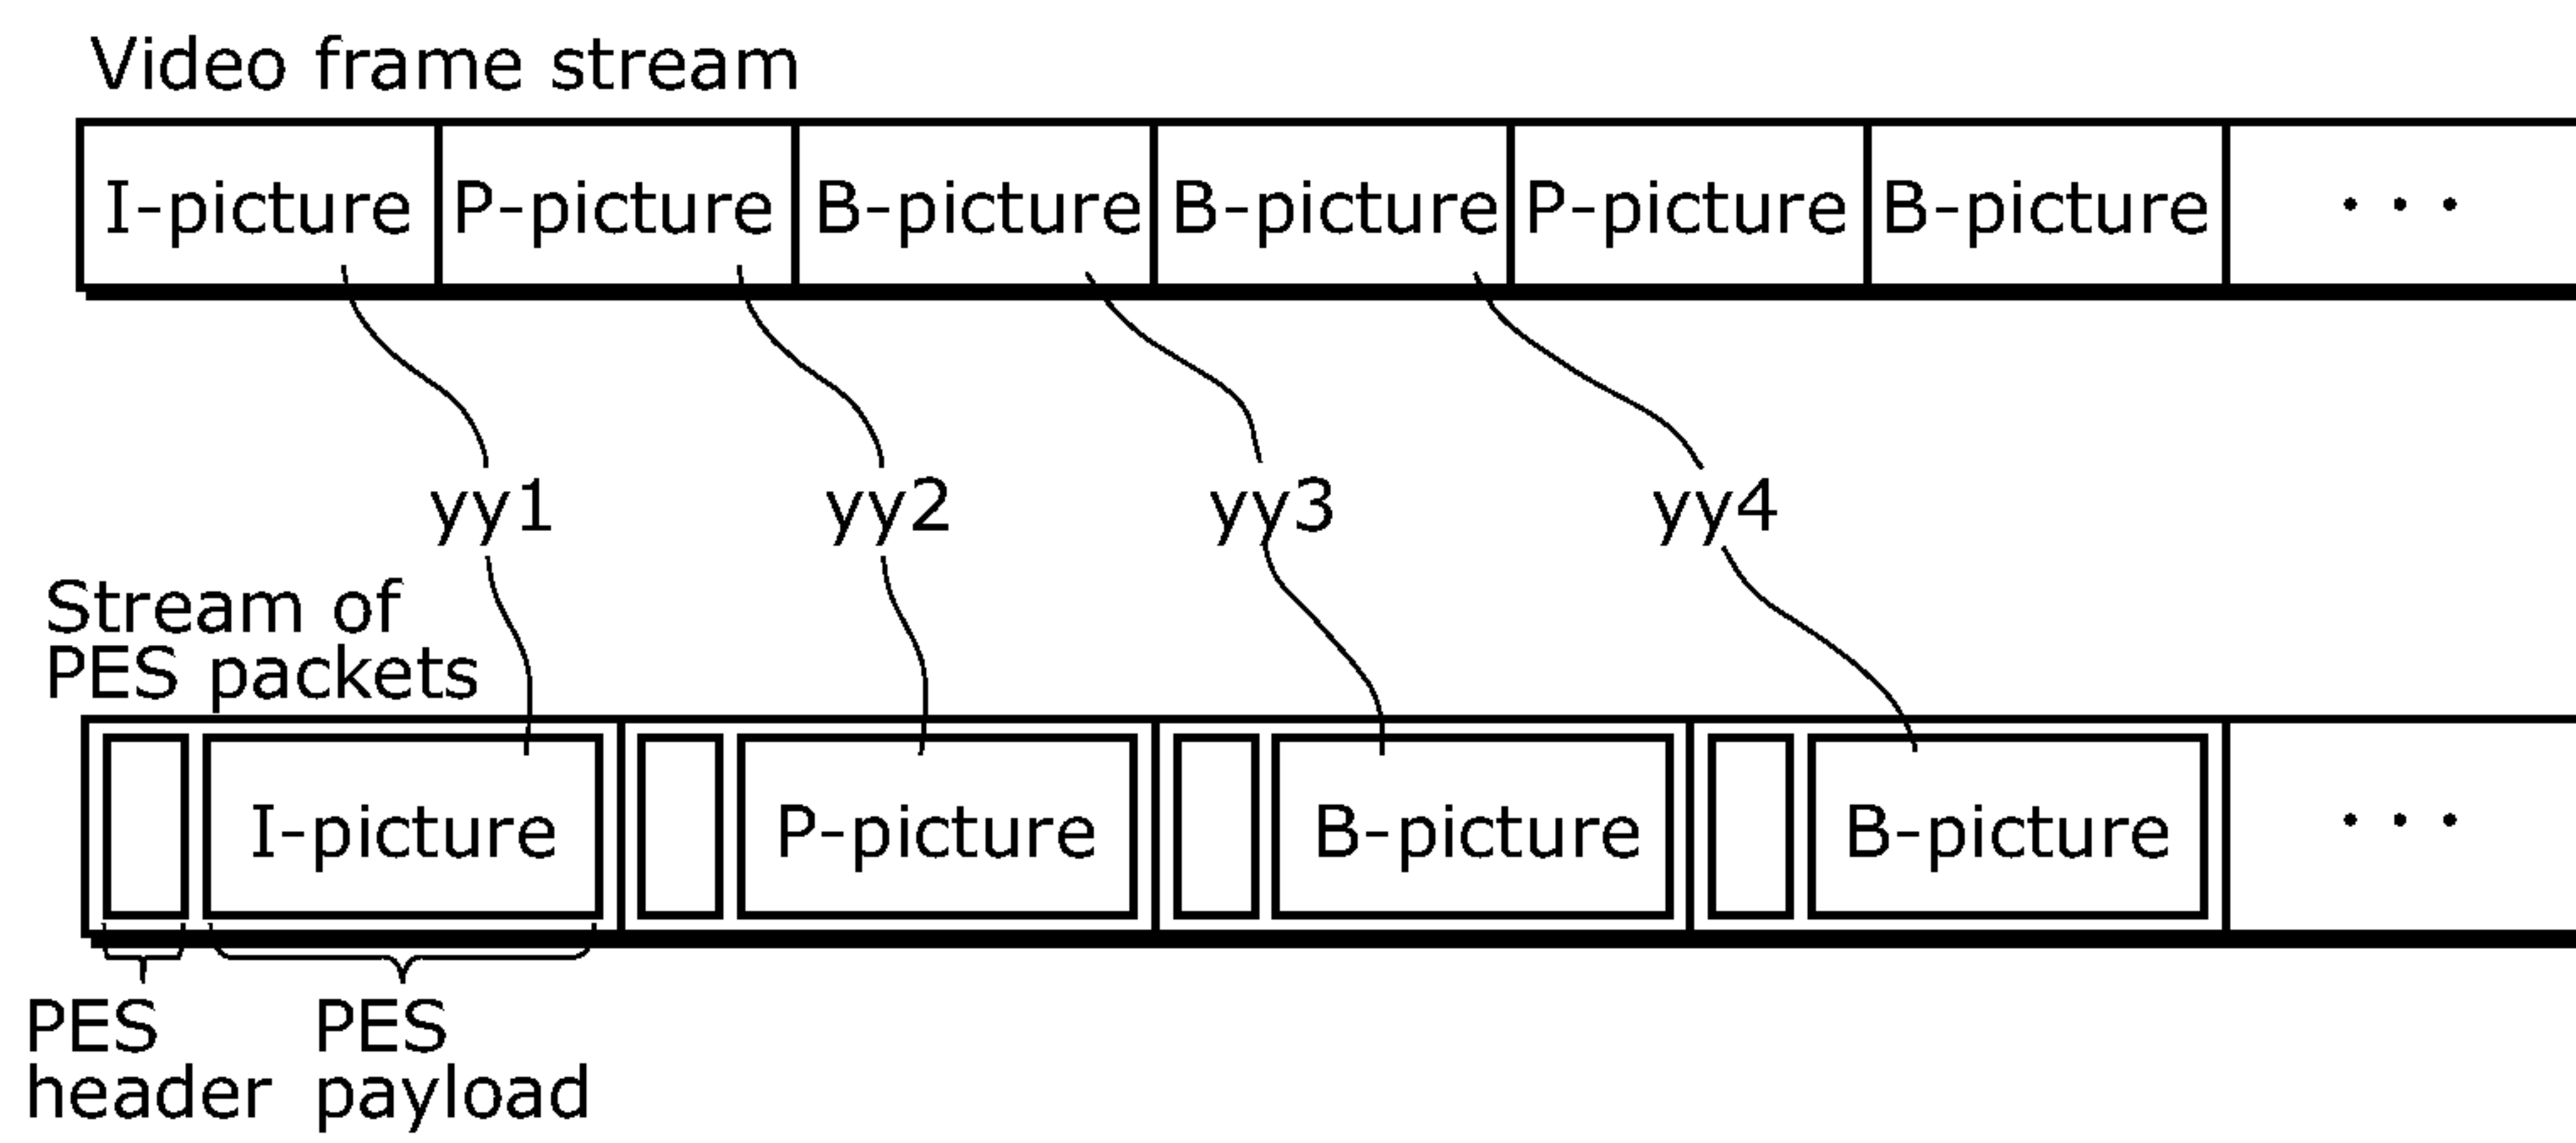 Video frame stream
I-picture P-picture B-picture B-picture P-picture B-picture ...
yy1 yy2 yy3 yy4
Stream of
PES packets
I-picture P-picture B-picture B-picture ...
PES PES
header payload